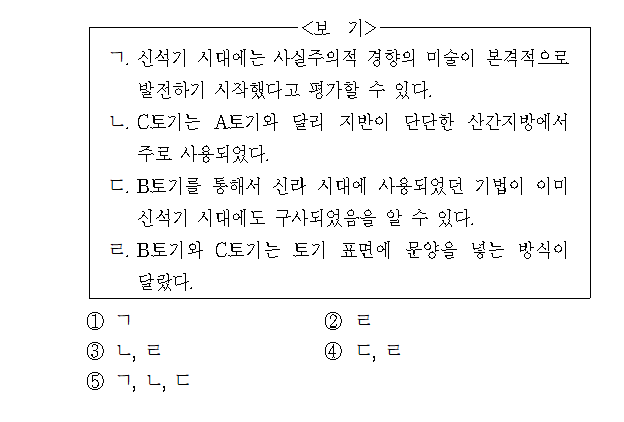 <보 기>
ㄱ. 신석기 시대에는 사실주의적 경향의 미술이 본격적으로
발전하기 시작했다고 평가할 수 있다.
ㄴ. C토기는 A토기와 달리 지반이 단단한 산간지방에서
주로 사용되었다.
ㄷ. B토기를 통해서 신라 시대에 사용되었던 기법이 이미
신석기 시대에도 구사되었음을 알 수 있다.
ㄹ. B토기와 C토기는 토기 표면에 문양을 넣는 방식이
달랐다.
① ㄱ ② ㄹ
③ ㄴ, ㄹ ④ ㄷ, ㄹ
⑤ ㄱ, ㄴ, ㄷ